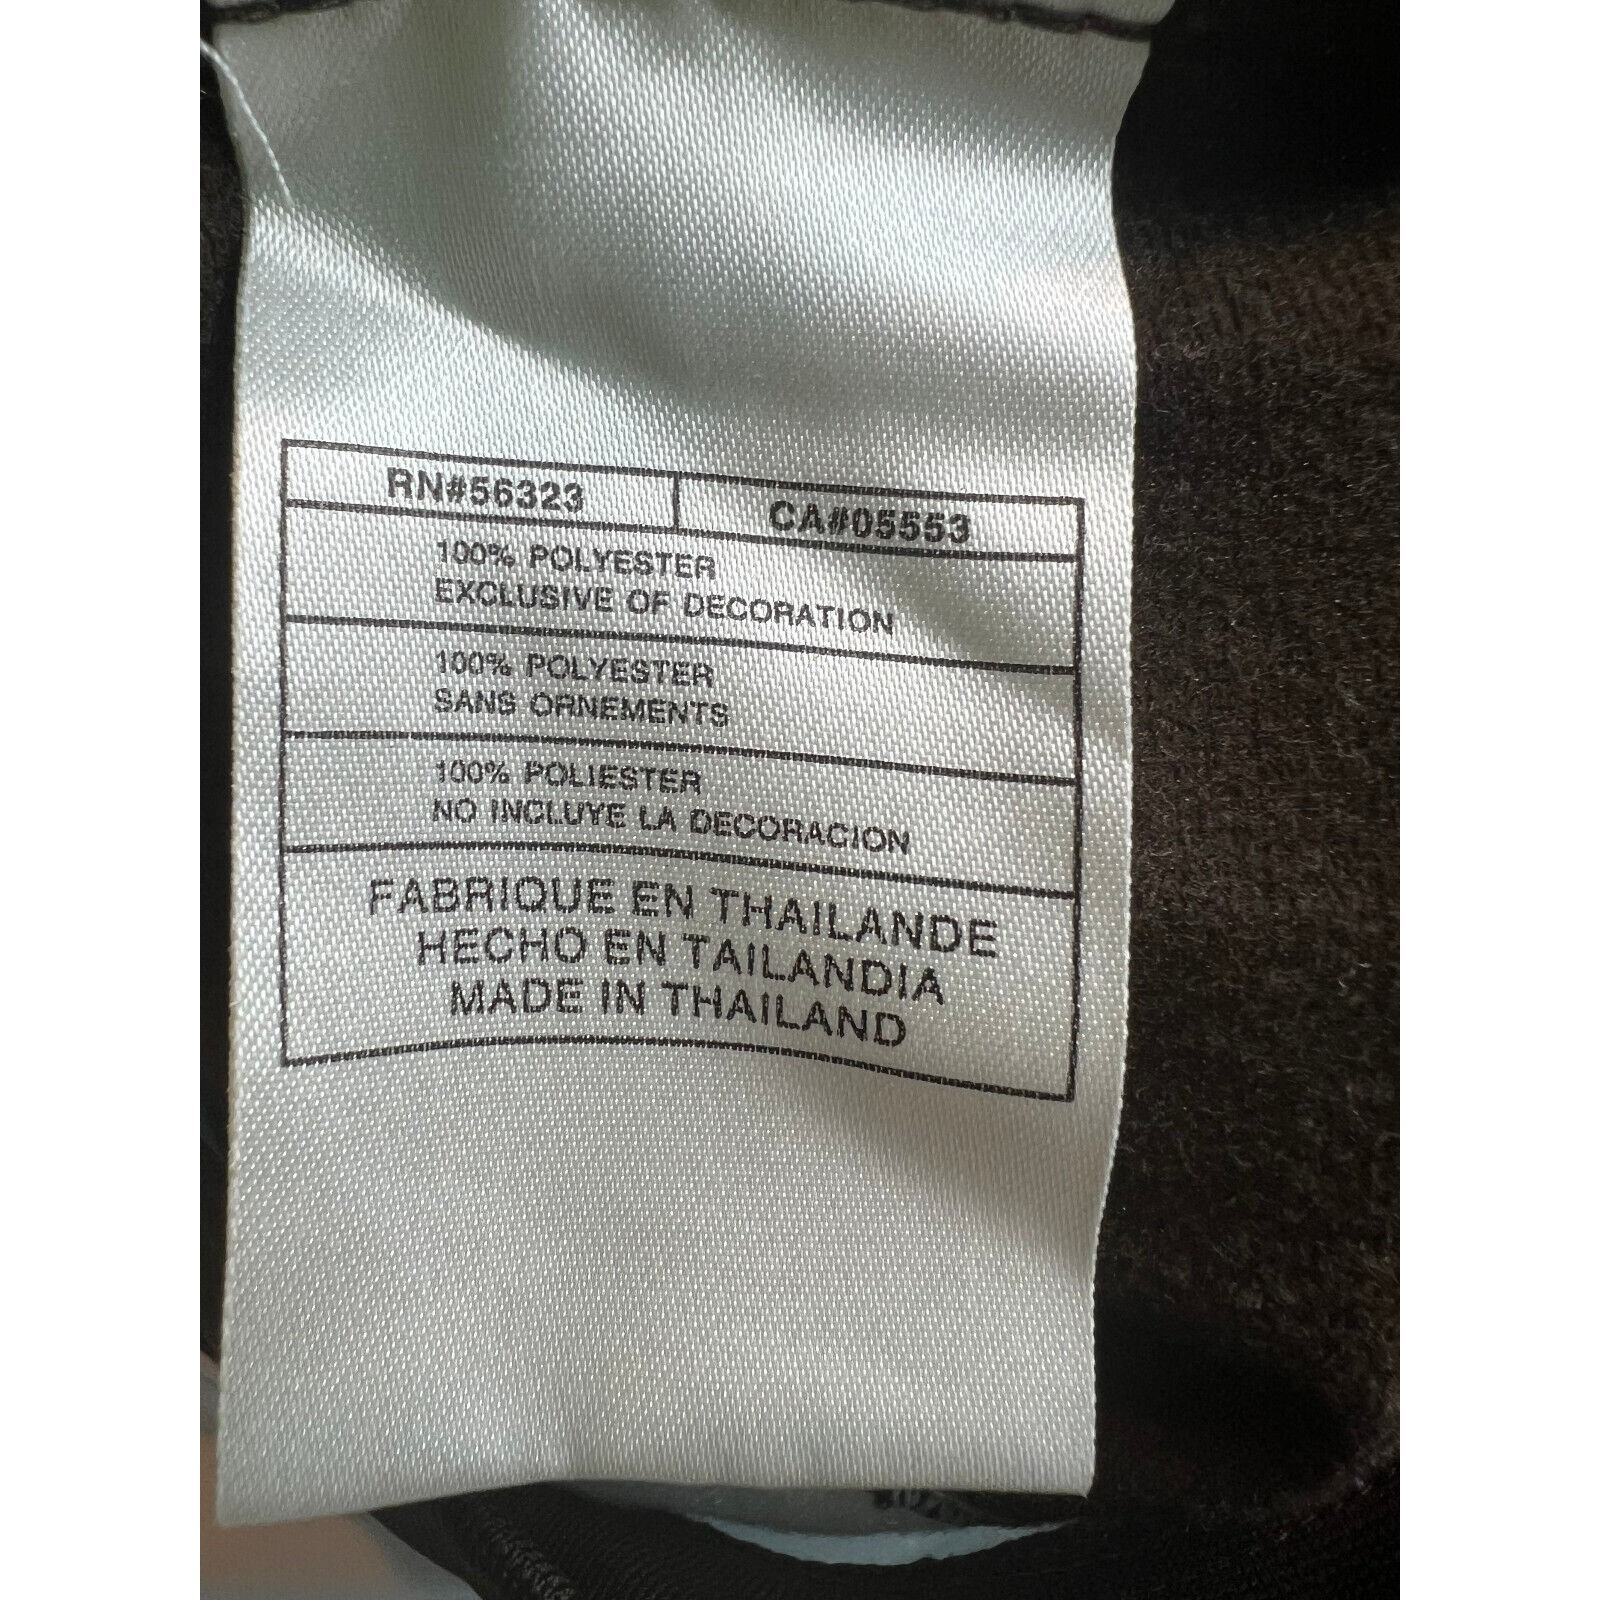 RN#56323 CA#05553
100% POLYESTER
EXCLUSIVE OF DECORATION
100% POLYESTER
SANS ORNEMENTS
100% POLIESTER
NO INCLUYE LA DECORACION
FABRIQUE EN THAILANDE
HECHO EN TAILANDIA
MADE IN THAILAND